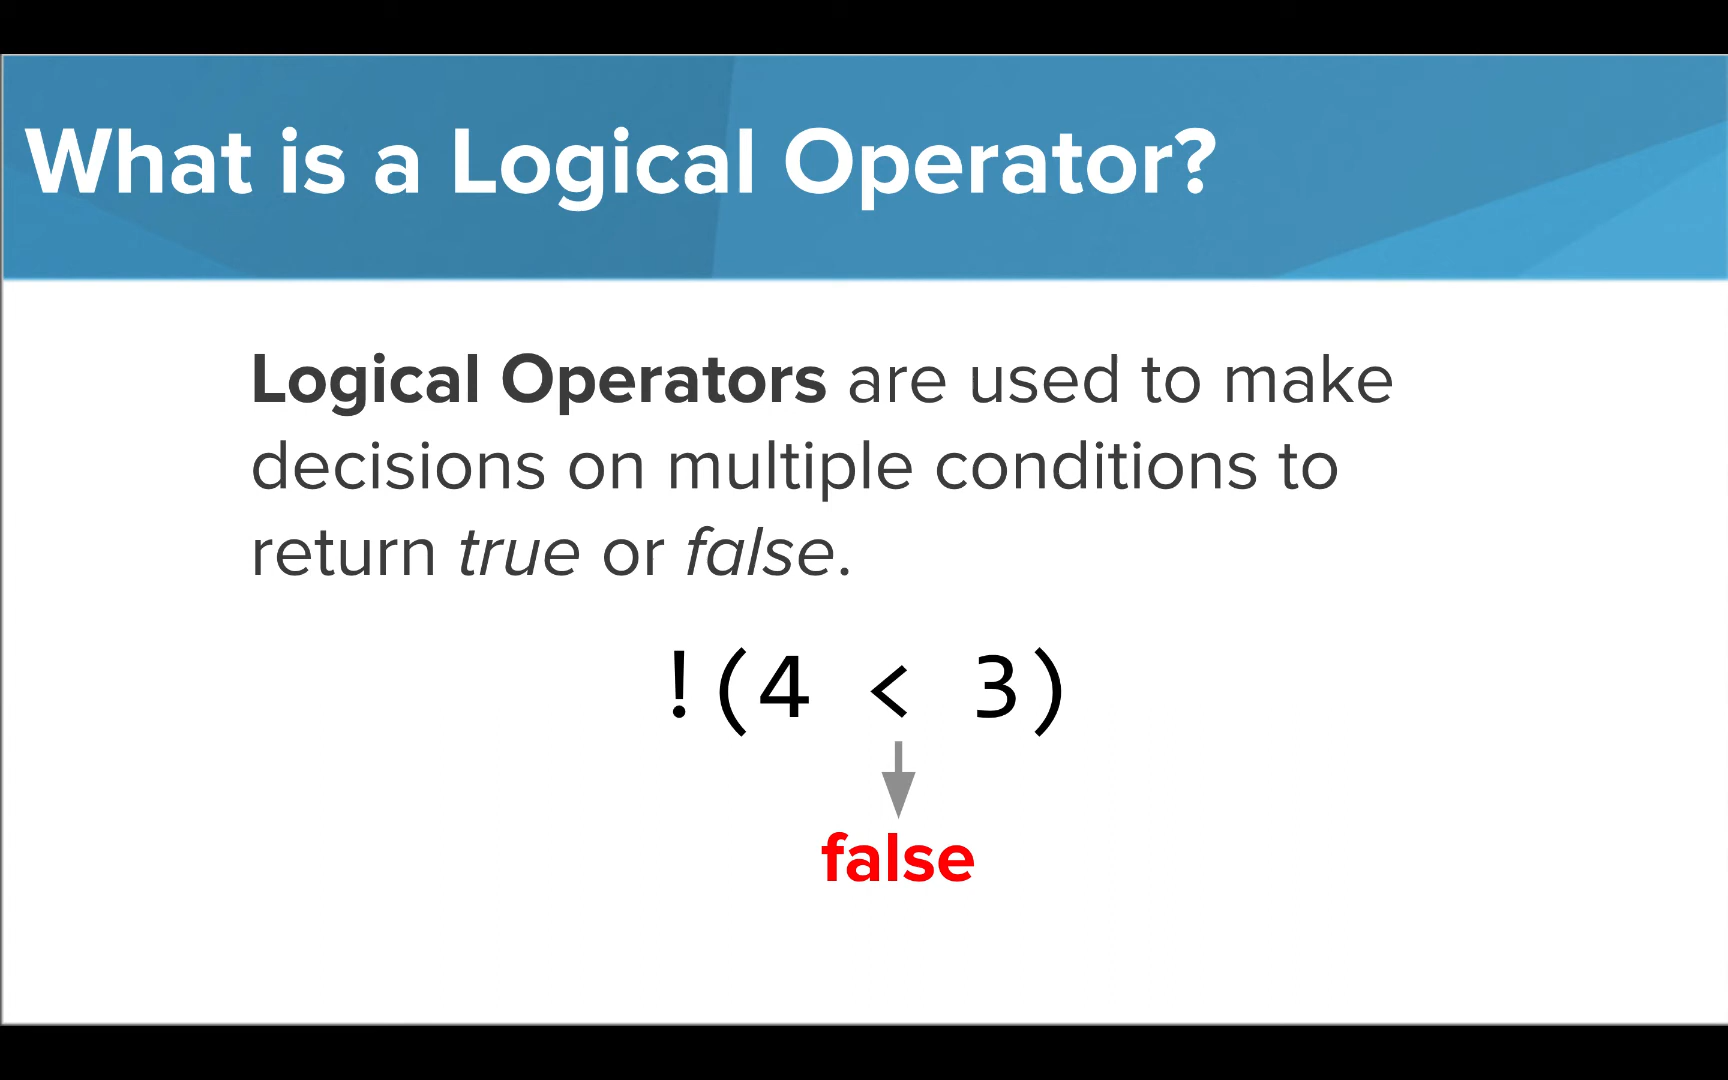 What is a Logical Operator?
Logical Operators are used to make
decisions on multiple conditions to
return true or false.
!(4 < 3)
false